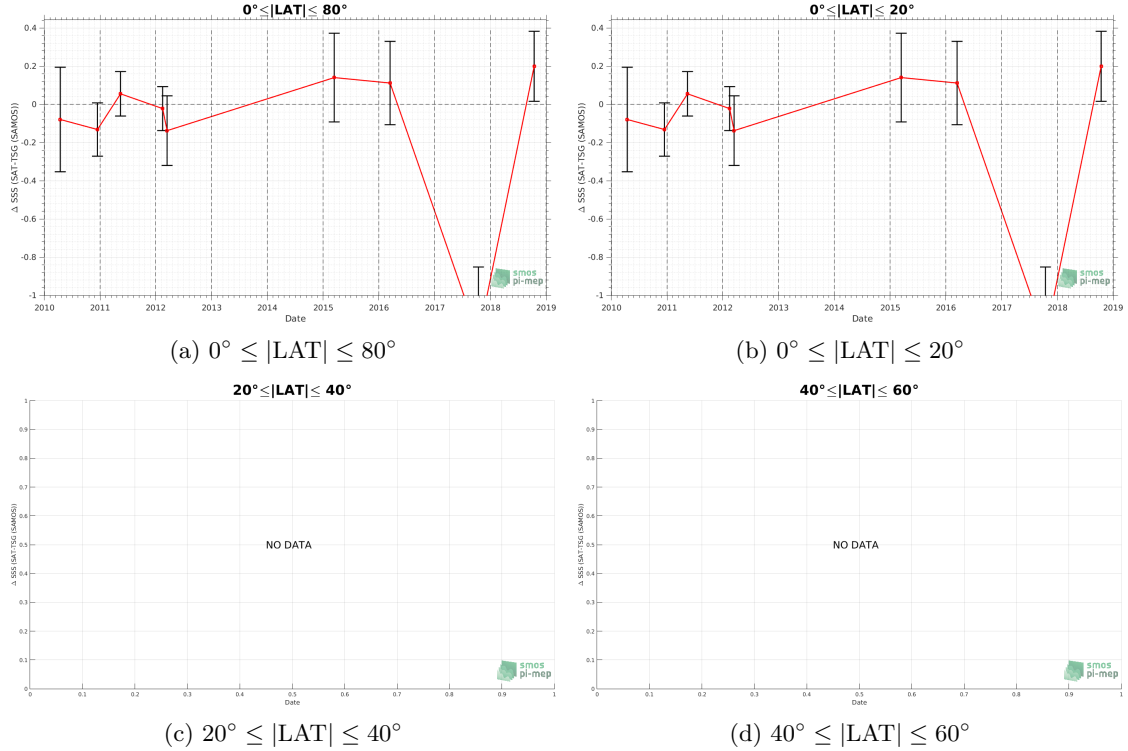 0°≤|LAT|≤ 80°
0.4
0.2
0
-0.2
-0.4
-0.6
-0.8
-1
Δ SSS (SAT-TSG (SAMOS))
2010 2011 2012 2013 2014 2015 2016 2017 2018 2019
Date
smos
pi-mep
(a) 0° ≤ |LAT| ≤ 80°
0°≤|LAT|≤ 20°
0.4
0.2
0
-0.2
-0.4
-0.6
-0.8
-1
Δ SSS (SAT-TSG (SAMOS))
2010 2011 2012 2013 2014 2015 2016 2017 2018 2019
Date
smos
pi-mep
(b) 0° ≤ |LAT| ≤ 20°
20°≤|LAT|≤ 40°
1
0.9
0.8
0.7
0.6
0.5
0.4
0.3
0.2
0.1
0
Δ SSS (SAT-TSG (SAMOS))
NO DATA
0 0.1 0.2 0.3 0.4 0.5 0.6 0.7 0.8 0.9 1
Date
smos
pi-mep
(c) 20° ≤ |LAT| ≤ 40°
40°≤|LAT|≤ 60°
1
0.9
0.8
0.7
0.6
0.5
0.4
0.3
0.2
0.1
0
Δ SSS (SAT-TSG (SAMOS))
NO DATA
0 0.1 0.2 0.3 0.4 0.5 0.6 0.7 0.8 0.9 1
Date
smos
pi-mep
(d) 40° ≤ |LAT| ≤ 60°